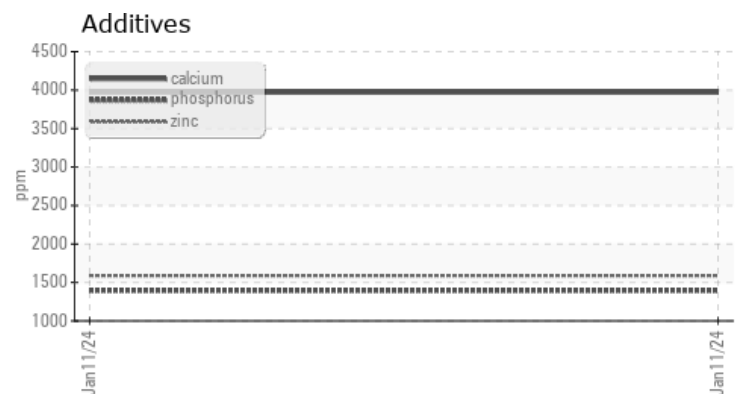 Additives
4500
4000
3500
3000
2500
2000
1500
1000
ppm
calcium
phosphorus
zinc
Jan11/24
Jan11/24